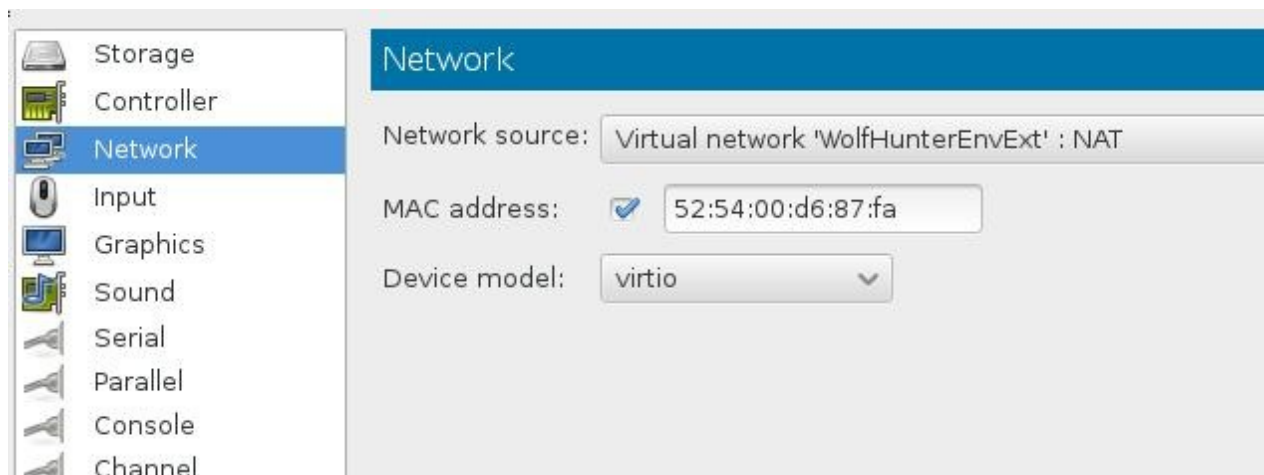 Storage
Controller
Network
Input
Graphics
Sound
Serial
Parallel
Console
Channel
Network
Network source: Virtual network 'WolfHunterEnvExt' : NAT
MAC address: 52:54:00:d6:87:fa
Device model: virtio